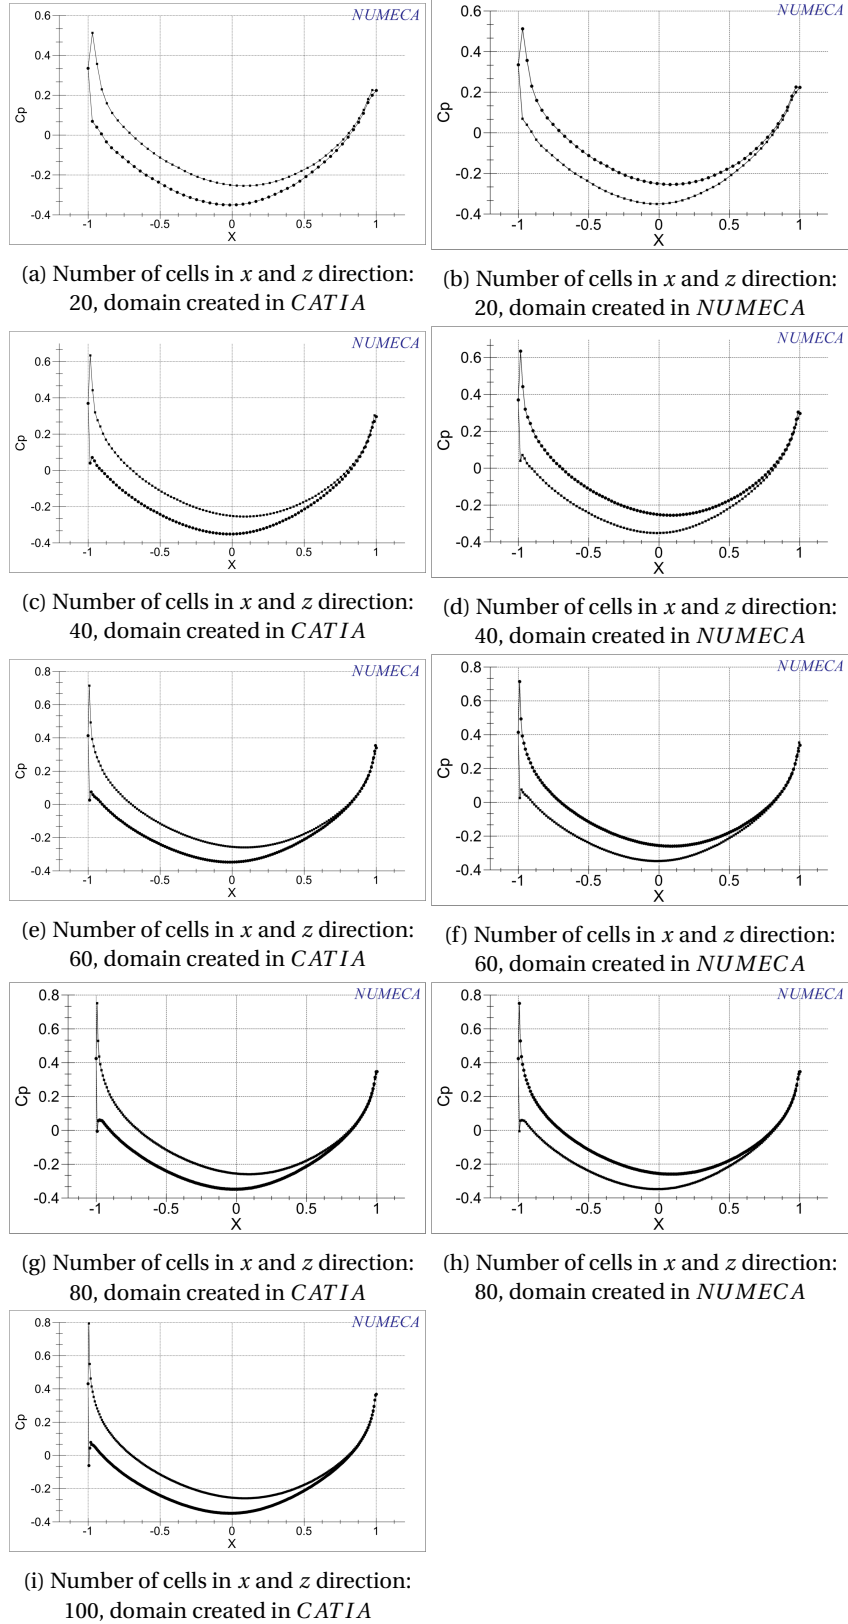 NUMECA
0.6
0.4
0.2
0
-0.2
-0.4
Cp
-1
-0.5
0
0.5
1
X
(a) Number of cells in x and z direction:
20, domain created in CATIA
NUMECA
0.6
0.4
0.2
0
-0.2
-0.4
Cp
-1
-0.5
0
0.5
1
X
(b) Number of cells in x and z direction:
20, domain created in NUMECA
NUMECA
0.6
0.4
0.2
0
-0.2
-0.4
Cp
-1
-0.5
0
0.5
1
X
(c) Number of cells in x and z direction:
40, domain created in CATIA
NUMECA
0.6
0.4
0.2
0
-0.2
-0.4
Cp
-1
-0.5
0
0.5
1
X
(d) Number of cells in x and z direction:
40, domain created in NUMECA
NUMECA
0.8
0.6
0.4
0.2
0
-0.2
-0.4
Cp
-1
-0.5
0
0.5
1
X
(e) Number of cells in x and z direction:
60, domain created in CATIA
NUMECA
0.8
0.6
0.4
0.2
0
-0.2
-0.4
Cp
-1
-0.5
0
0.5
1
X
(f) Number of cells in x and z direction:
60, domain created in NUMECA
NUMECA
0.8
0.6
0.4
0.2
0
-0.2
-0.4
Cp
-1
-0.5
0
0.5
1
X
(g) Number of cells in x and z direction:
80, domain created in CATIA
NUMECA
0.8
0.6
0.4
0.2
0
-0.2
-0.4
Cp
-1
-0.5
0
0.5
1
X
(h) Number of cells in x and z direction:
80, domain created in NUMECA
NUMECA
0.8
0.6
0.4
0.2
0
-0.2
-0.4
Cp
-1
-0.5
0
0.5
1
X
(i) Number of cells in x and z direction:
100, domain created in CATIA